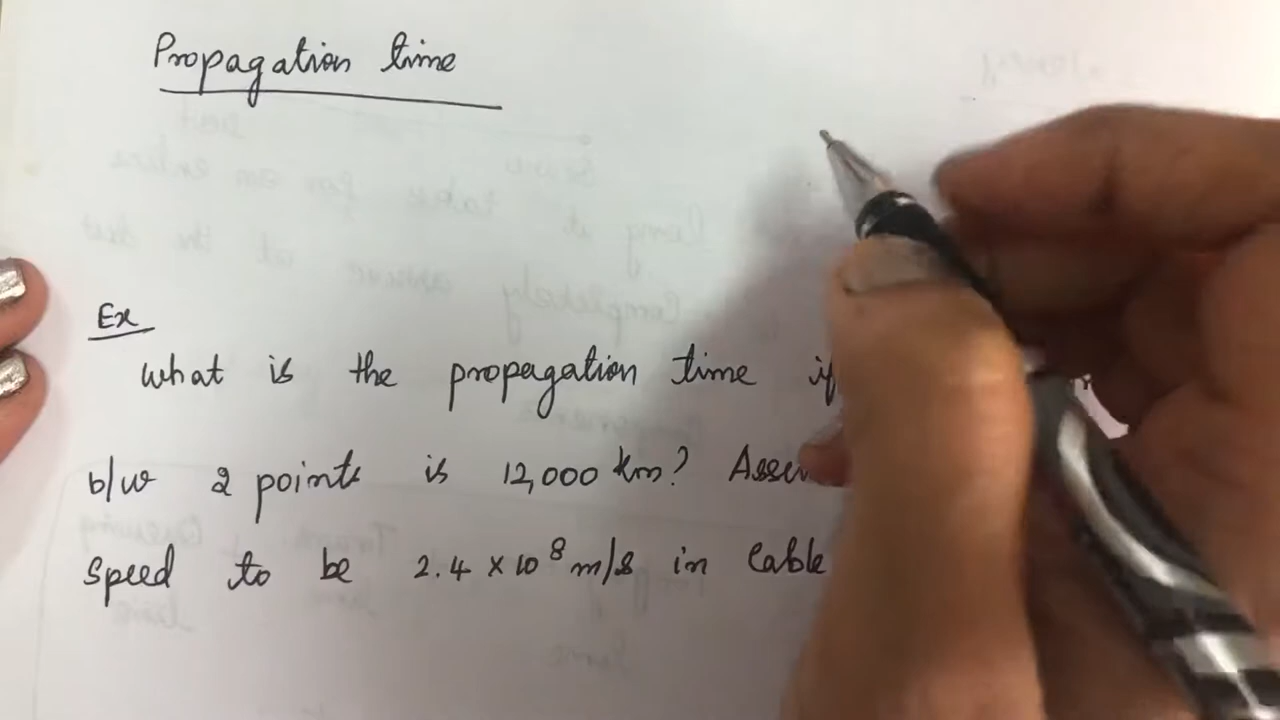 Propagation time
Ex
What is the propagation time if
b/w 2 points is 12,000 km?
Speed to be 2.4 × 10⁸ m/s in cable